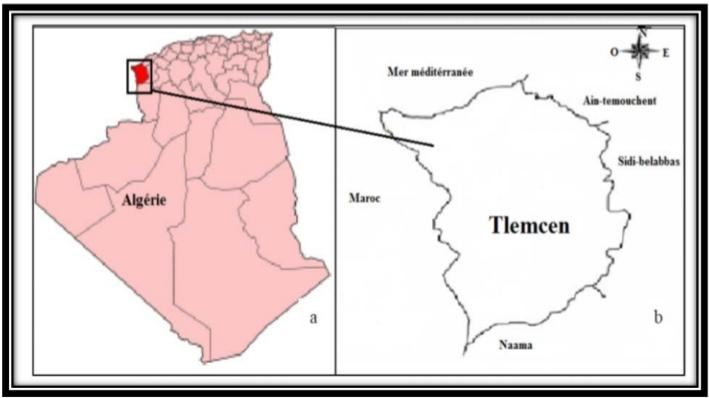 Algérie
a
N
O
E
S
Mer méditérranée
Ain-temouchent
Sidi-belabbas
Maroc
Tlemcen
b
Naama